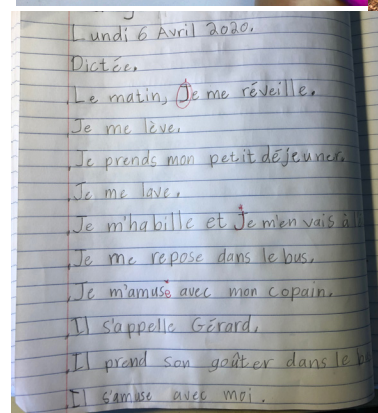 Lundi 6 Avril 2020.
Dictée.
Le matin, Je me réveille.
Je me lève.
Je prends mon petit déjeuner.
Je me lave.
Je m'habille et Je m'en vais à
Je me repose dans le bus.
Je m'amuse avec mon copain.
Il s'appelle Gérard.
Il prend son goûter dans le
Il s'amuse avec moi.